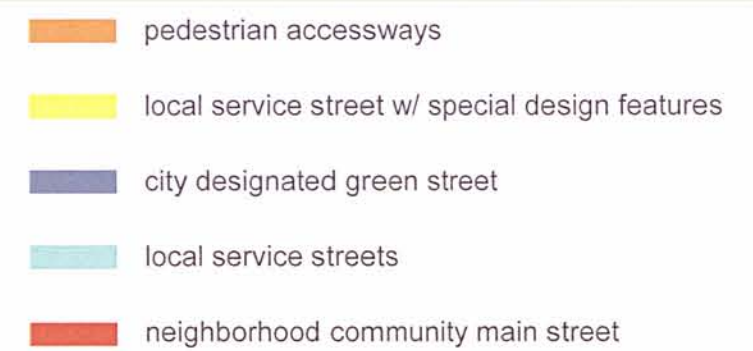 pedestrian accessways
local service street w/ special design features
city designated green street
local service streets
neighborhood community main street